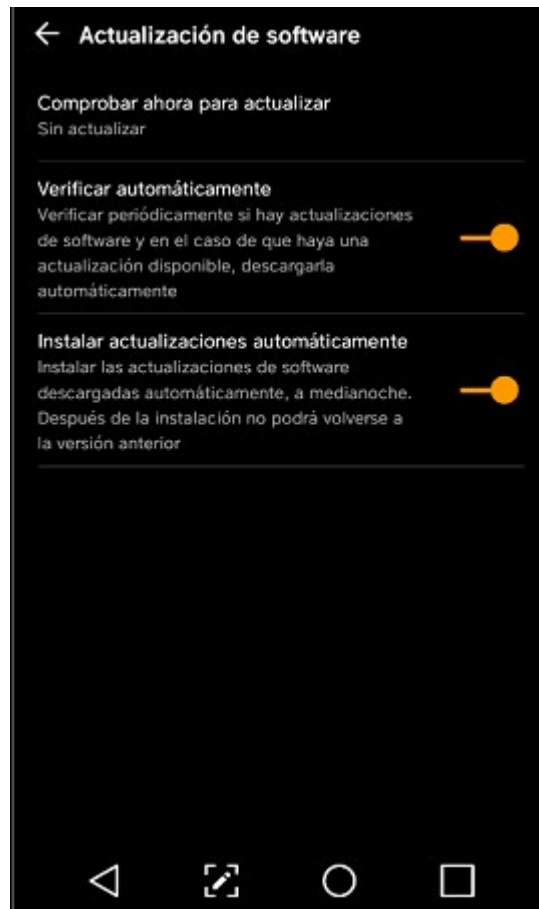 Actualización de software
Comprobar ahora para actualizar
Sin actualizar
Verificar automáticamente
Verificar periódicamente si hay actualizaciones
de software y en el caso de que haya una
actualización disponible, descargarla
automáticamente
Instalar actualizaciones automáticamente
Instalar las actualizaciones de software
descargadas automáticamente, a medianoche.
Después de la instalación no podrá volverse a
la versión anterior